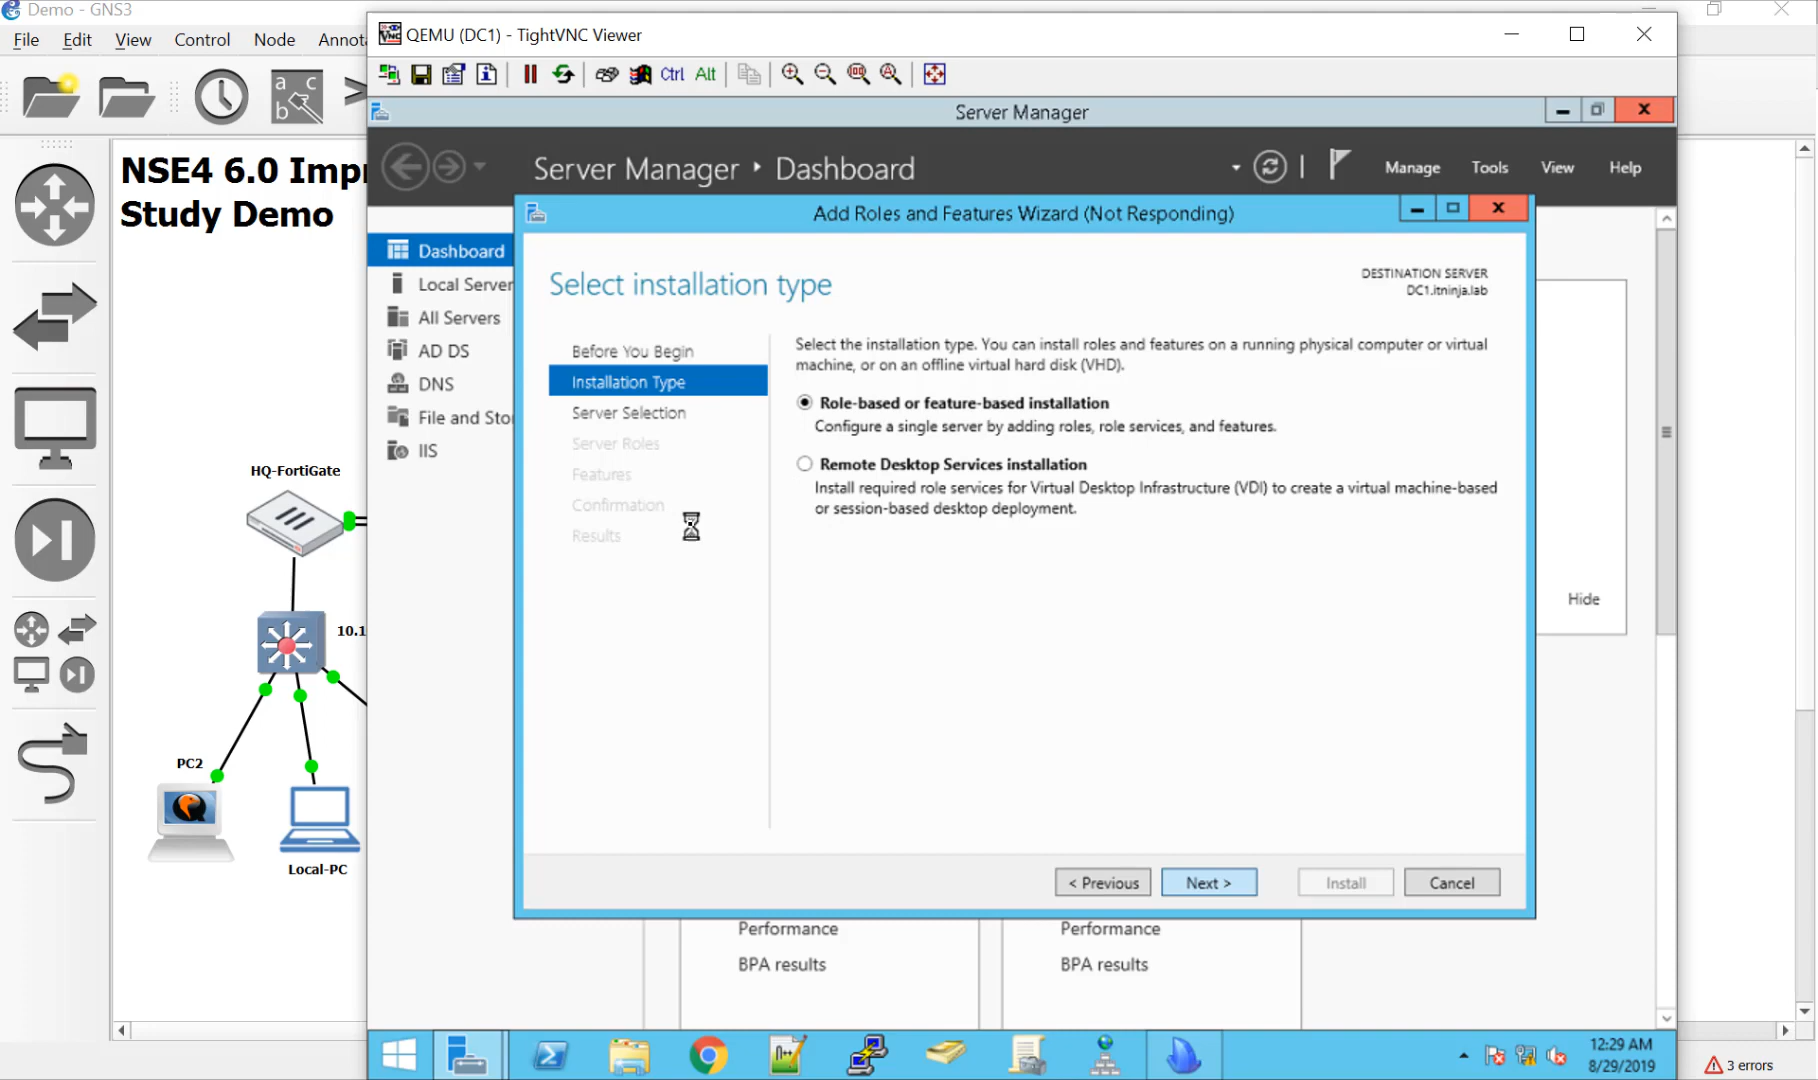 Demo - GNS3
File Edit View Control Node Annota
a c
b
NSE4 6.0 Impr
Study Demo
HQ-FortiGate
10.1
PC2
Local-PC
QEMU (DC1) - TightVNC Viewer
Ctrl Alt
Server Manager
Server Manager Dashboard
Manage Tools View Help
Dashboard
Local Server
All Servers
AD DS
DNS
File and Sto
IIS
Add Roles and Features Wizard (Not Responding)
Select installation type
DESTINATION SERVER
DC1.itninja.lab
Before You Begin
Installation Type
Server Selection
Server Roles
Features
Confirmation
Results
Select the installation type. You can install roles and features on a running physical computer or virtual
machine, or on an offline virtual hard disk (VHD).
Role-based or feature-based installation
Configure a single server by adding roles, role services, and features.
Remote Desktop Services installation
Install required role services for Virtual Desktop Infrastructure (VDI) to create a virtual machine-based
or session-based desktop deployment.
Hide
< Previous Next > Install Cancel
Performance
BPA results
Performance
BPA results
12:29 AM
8/29/2019
3 errors